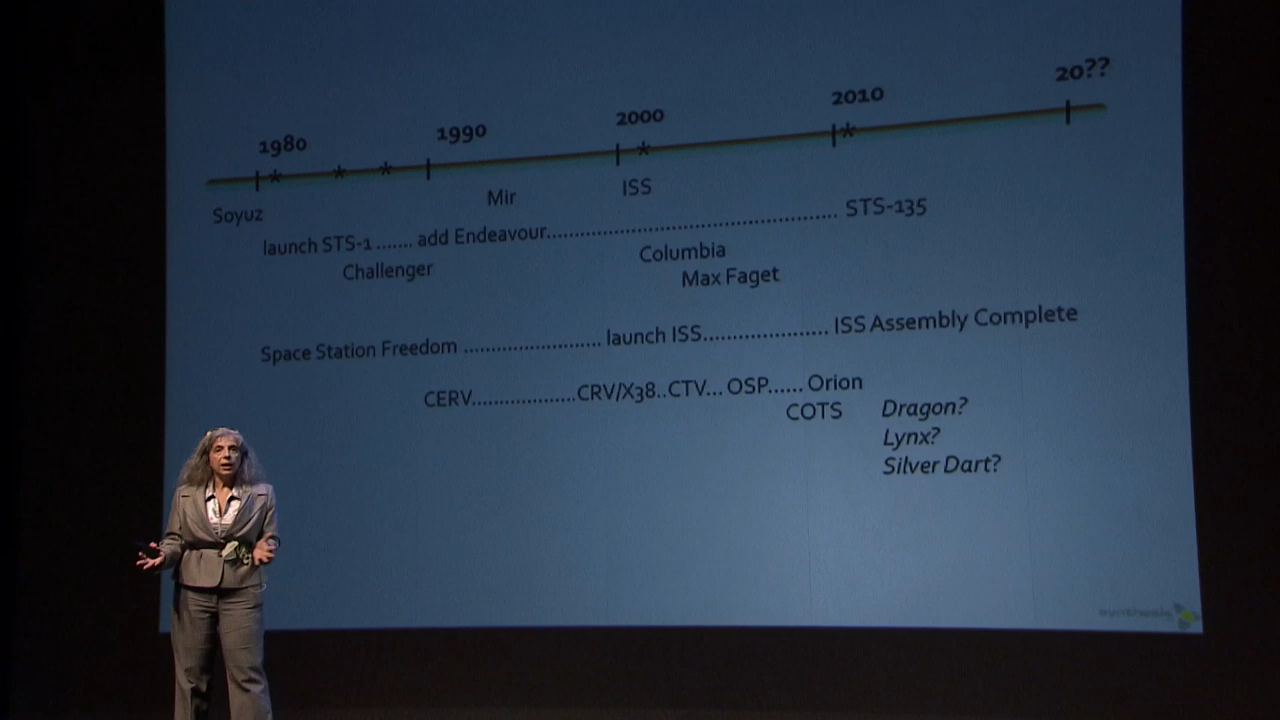 1980 1990 2000 2010 20??
* * * * *
Soyuz Mir ISS
launch STS-1 ....... add Endeavour.................................................. STS-135
Challenger Columbia
Max Faget
Space Station Freedom ......................... launch ISS...................... ISS Assembly Complete
CERV...................CRV/X38..CTV... OSP...... Orion
COTS Dragon?
Lynx?
Silver Dart?